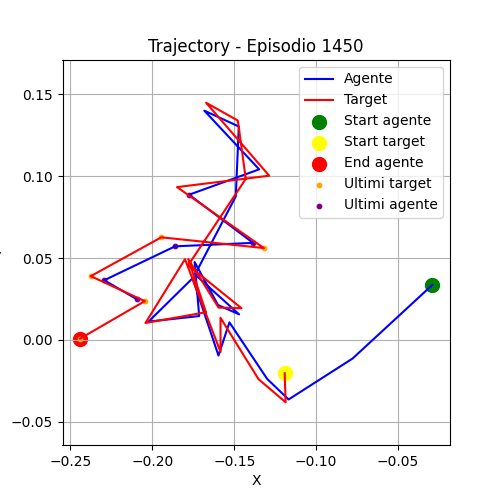 Trajectory - Episodio 1450
Agente
Target
Start agente
Start target
End agente
Ultimi target
Ultimi agente
0.15
0.10
0.05
0.00
−0.05
−0.25
−0.20
−0.15
−0.10
−0.05
X